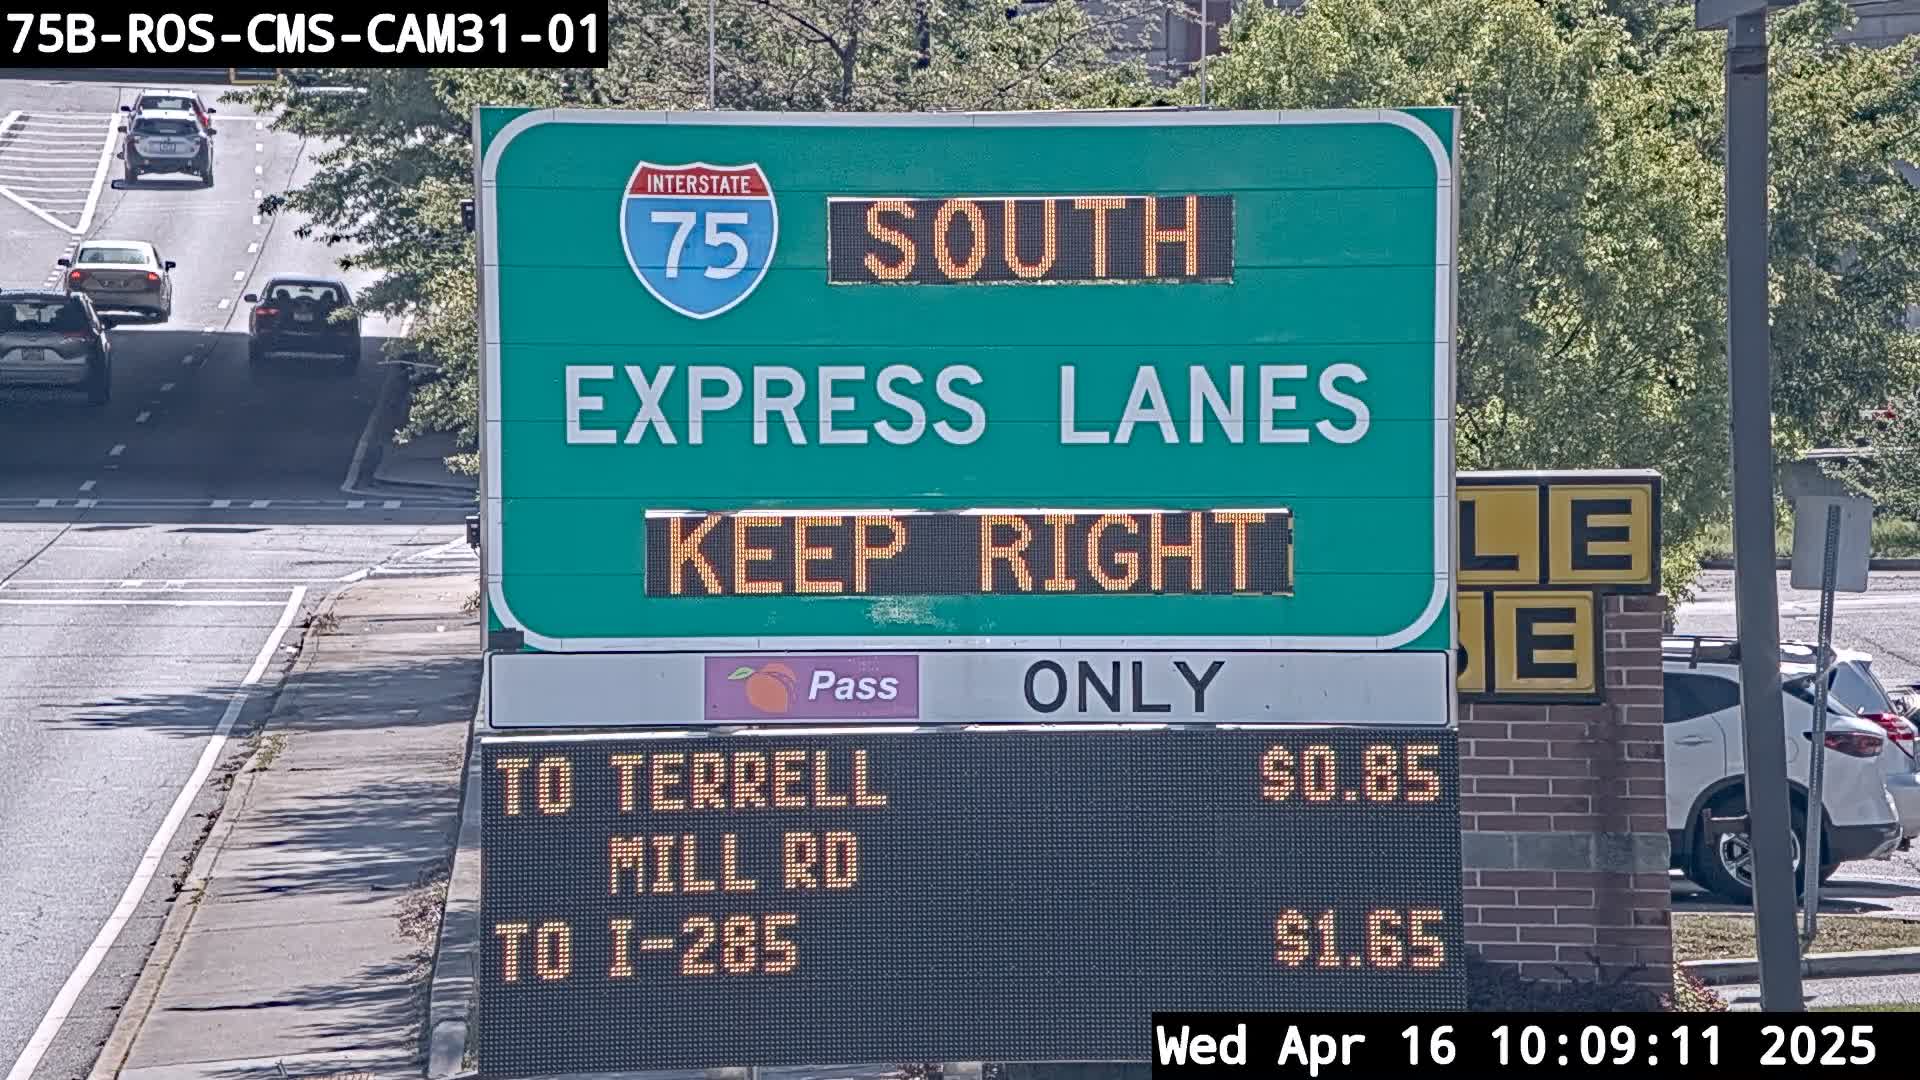 75B-ROS-CMS-CAM31-01
INTERSTATE
75
SOUTH
EXPRESS LANES
KEEP RIGHT
LE
E
Pass ONLY
TO TERRELL $0.85
MILL RD
TO I-285 $1.65
Wed Apr 16 10:09:11 2025